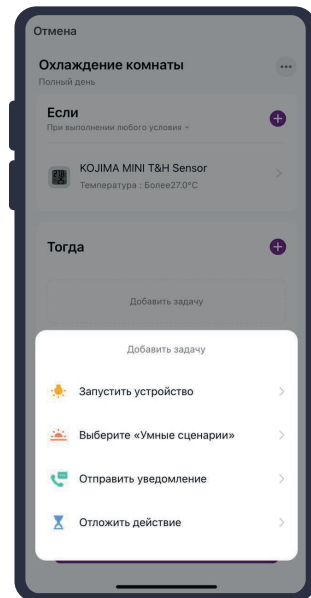 Отмена
Охлаждение комнаты
Полный день
Если
При выполнении любого условия
KOJIMA MINI T&H Sensor
Температура : Более27.0°C
Тогда
Добавить задачу
Добавить задачу
Запустить устройство
Выберите «Умные сценарии»
Отправить уведомление
Отложить действие